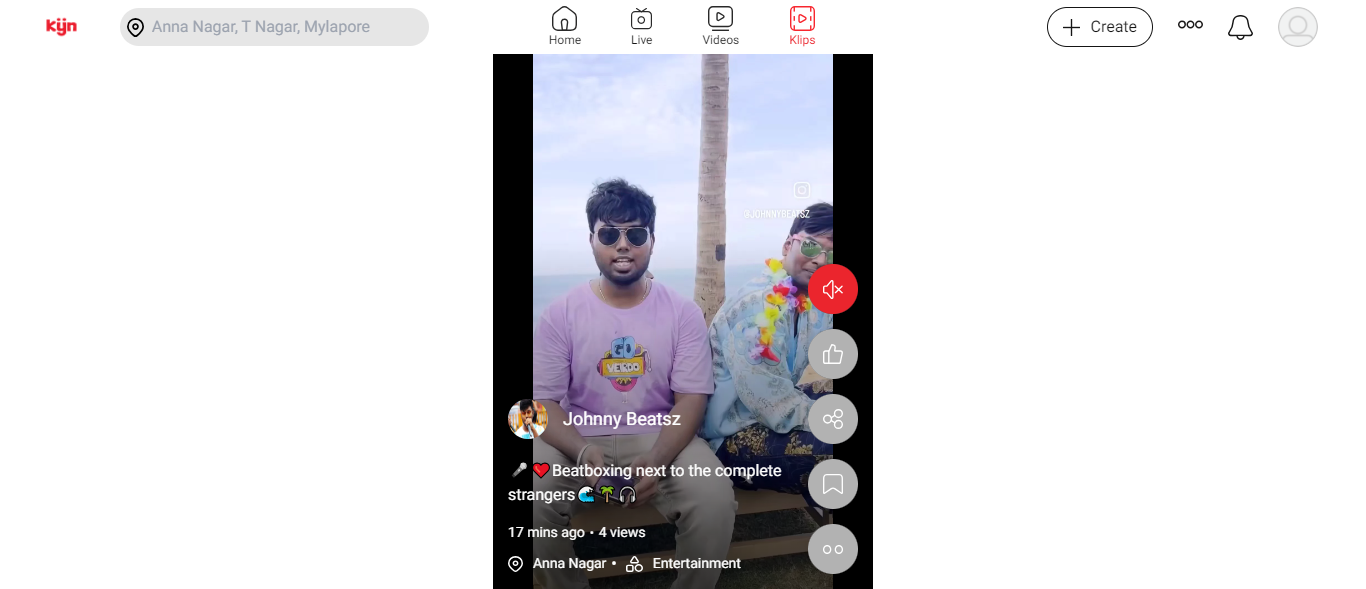 Kijn
Anna Nagar, T Nagar, Mylapore
Home
Live
Videos
Klips
Create
@JOHNNYBEATSZ
GO
VEIRDO
Johnny Beatsz
🎤❤️Beatboxing next to the complete
strangers🌊🌴🎧
17 mins ago • 4 views
Anna Nagar •
Entertainment